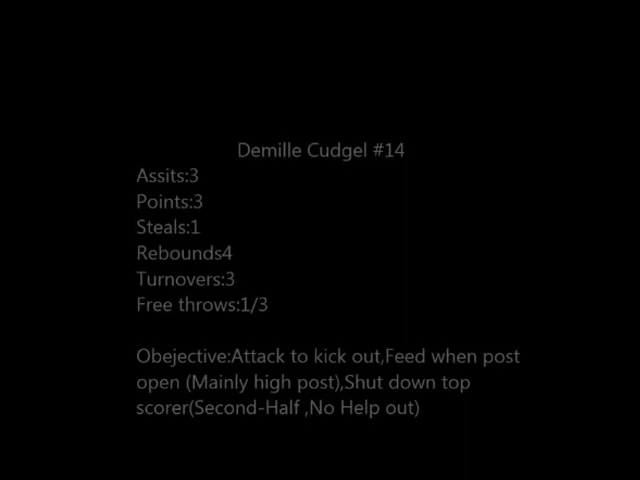 Demille Cudgel #14
Assits:3
Points:3
Steals:1
Rebounds4
Turnovers:3
Free throws:1/3
Obejective:Attack to kick out,Feed when post
open (Mainly high post),Shut down top
scorer(Second-Half ,No Help out)